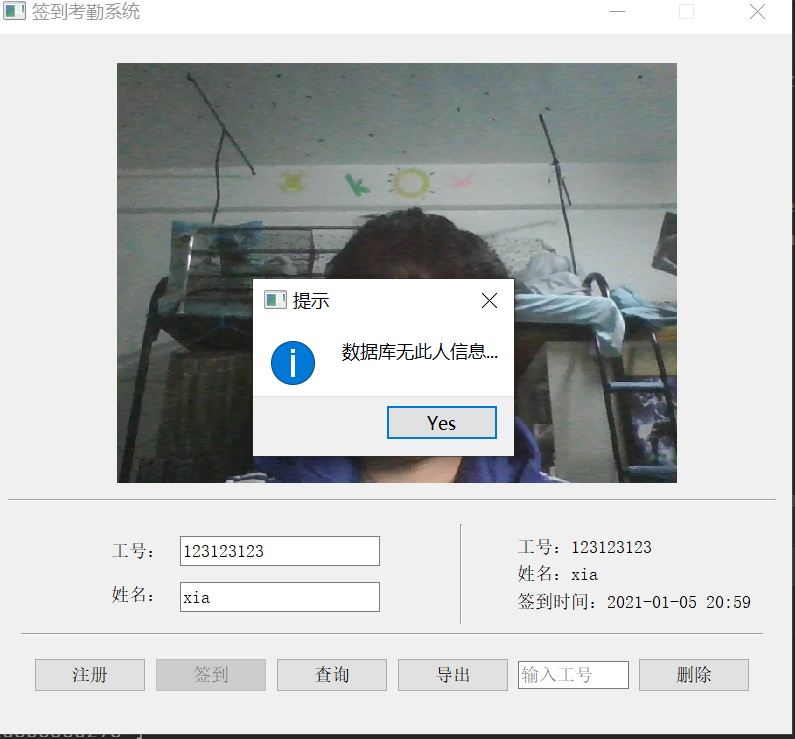 签到考勤系统
提示
数据库无此人信息...
Yes
工号：
123123123
姓名：
xia
工号：123123123
姓名：xia
签到时间：2021-01-05 20:59
注册
签到
查询
导出
输入工号
删除